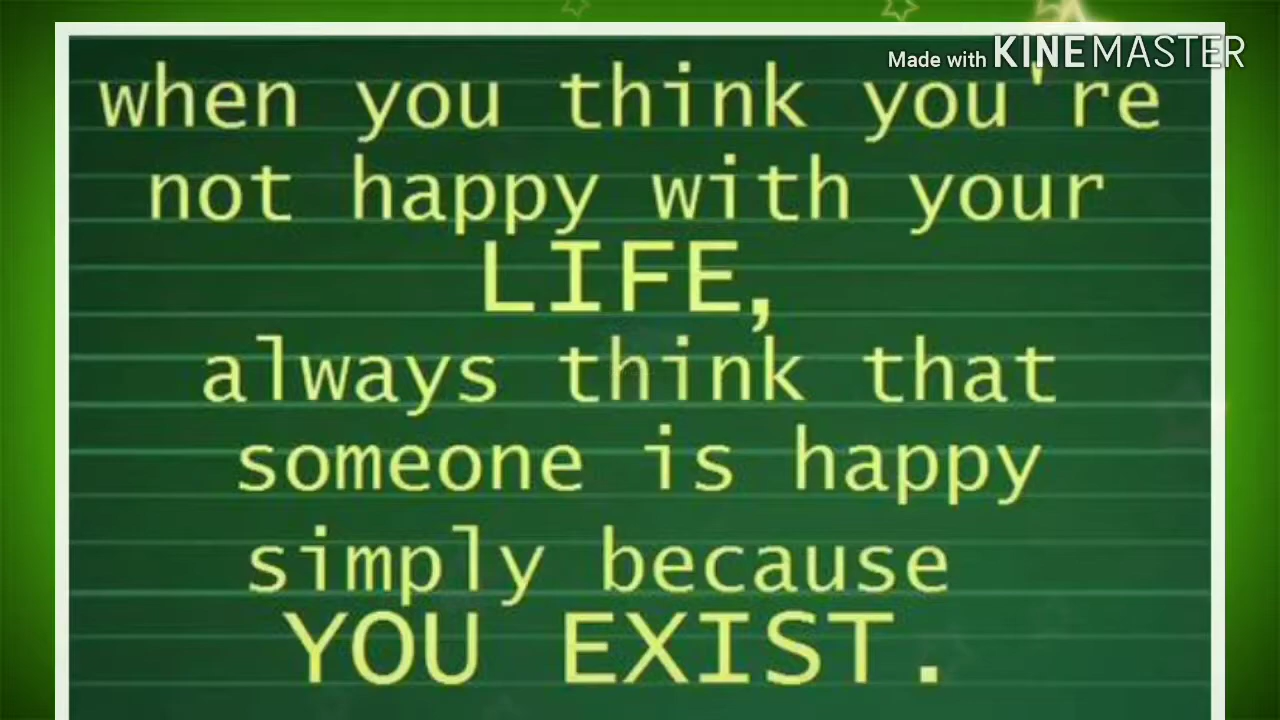 Made with KINEMASTER
when you think you're
not happy with your
LIFE,
always think that
someone is happy
simply because
YOU EXIST.